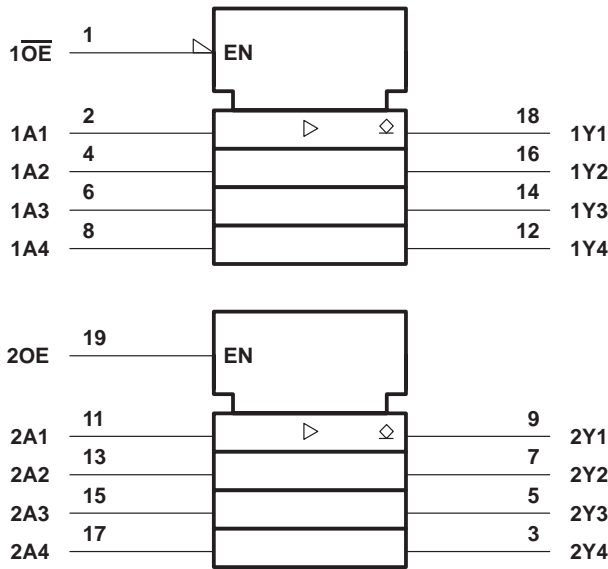 1
1O̅E̅ EN
2 18
1A1 1Y1
4 16
1A2 1Y2
6 14
1A3 1Y3
8 12
1A4 1Y4
19
2OE EN
11 9
2A1 2Y1
13 7
2A2 2Y2
15 5
2A3 2Y3
17 3
2A4 2Y4